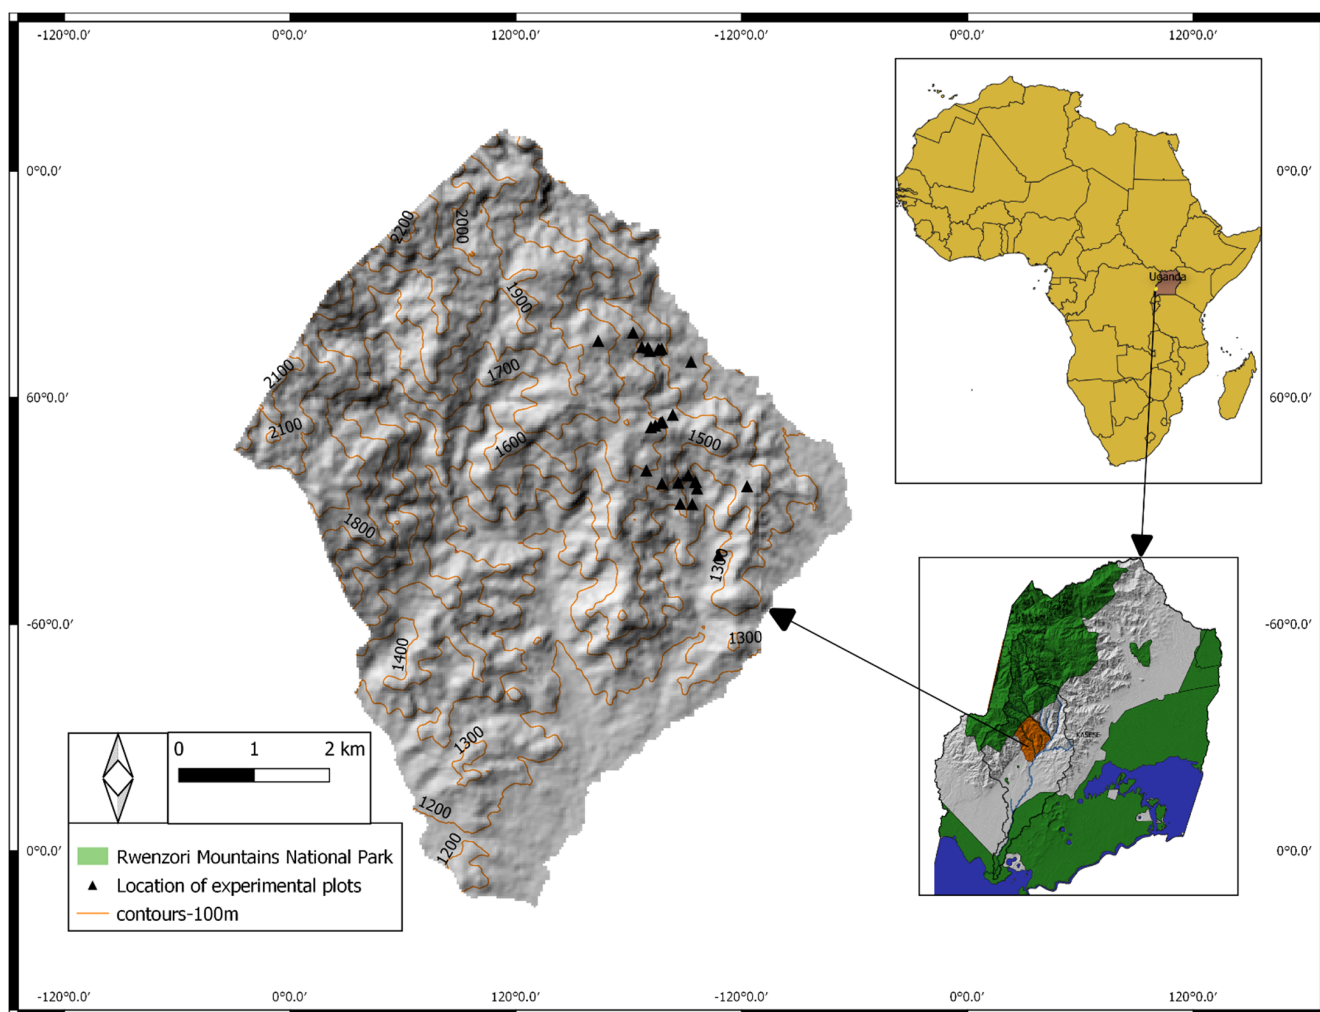 -120°0.0′ 0°0.0′ 120°0.0′ -120°0.0′ 0°0.0′ 120°0.0′
0°0.0′ 0°0.0′
2200
2000
Uganda
1900
2100
1700
60°0.0′ 60°0.0′
2100
1600
1500
1800
1300
-60°0.0′ -60°0.0′
1300
1400
KASESE
1300
0 1 2 km
1200
1200
0°0.0′ 0°0.0′
Rwenzori Mountains National Park
Location of experimental plots
contours-100m
-120°0.0′ 0°0.0′ 120°0.0′ -120°0.0′ 0°0.0′ 120°0.0′